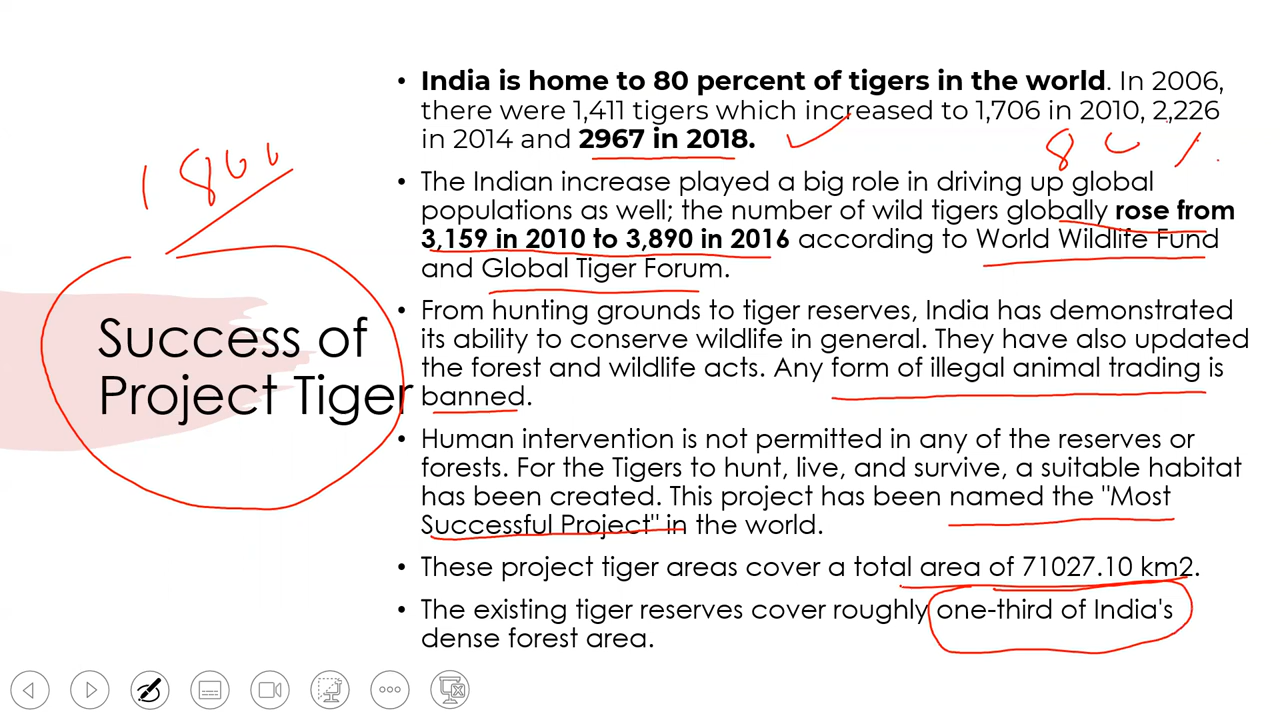 1800
Success of
Project Tiger
• India is home to 80 percent of tigers in the world. In 2006,
there were 1,411 tigers which increased to 1,706 in 2010, 2,226
in 2014 and 2967 in 2018.
80%
• The Indian increase played a big role in driving up global
populations as well; the number of wild tigers globally rose from
3,159 in 2010 to 3,890 in 2016 according to World Wildlife Fund
and Global Tiger Forum.
• From hunting grounds to tiger reserves, India has demonstrated
its ability to conserve wildlife in general. They have also updated
the forest and wildlife acts. Any form of illegal animal trading is
banned.
• Human intervention is not permitted in any of the reserves or
forests. For the Tigers to hunt, live, and survive, a suitable habitat
has been created. This project has been named the "Most
Successful Project" in the world.
• These project tiger areas cover a total area of 71027.10 km2.
• The existing tiger reserves cover roughly one-third of India's
dense forest area.